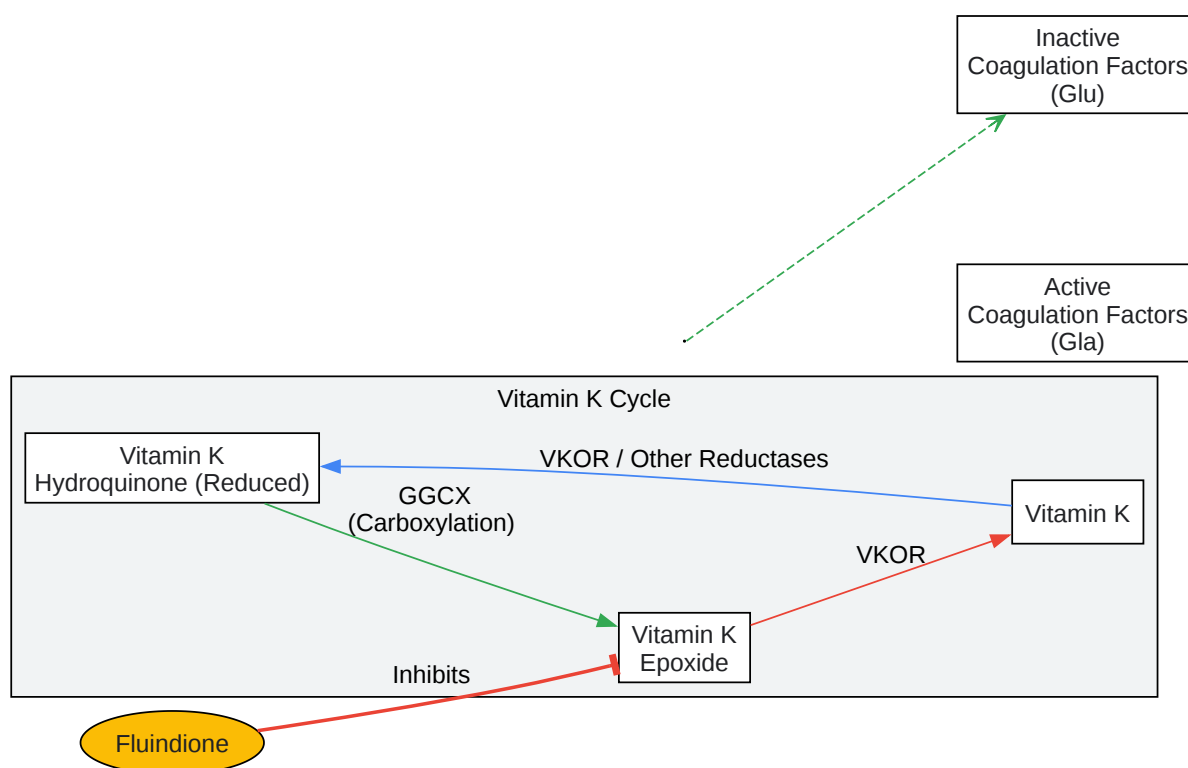 Inactive
Coagulation Factors
(Glu)
Active
Coagulation Factors
(Gla)
Vitamin K Cycle
Vitamin K
Hydroquinone (Reduced)
VKOR / Other Reductases
GGCX
(Carboxylation)
Vitamin K
VKOR
Vitamin K
Epoxide
Inhibits
Fluindione